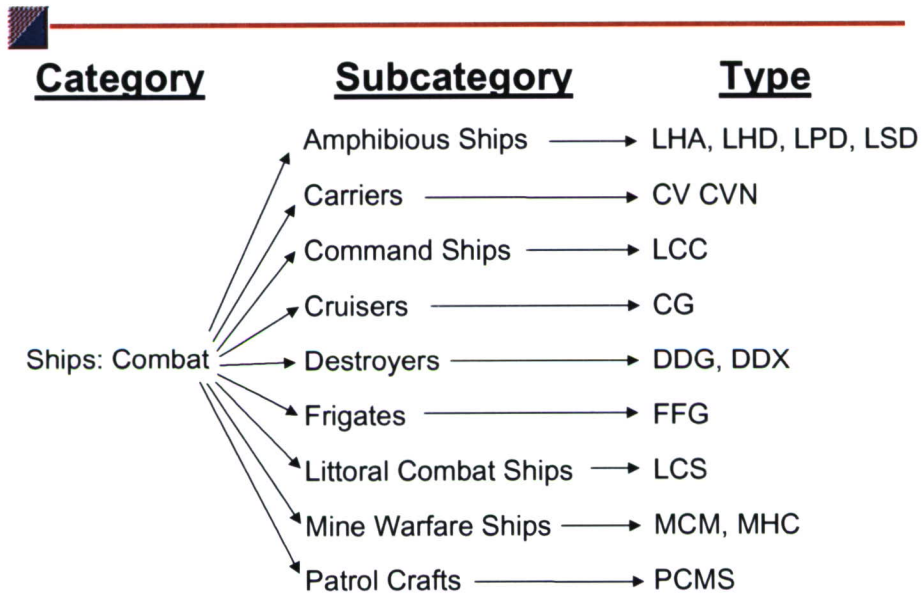 Category Subcategory Type
Amphibious Ships LHA, LHD, LPD, LSD
Carriers CV CVN
Command Ships LCC
Cruisers CG
Ships: Combat Destroyers DDG, DDX
Frigates FFG
Littoral Combat Ships LCS
Mine Warfare Ships MCM, MHC
Patrol Crafts PCMS